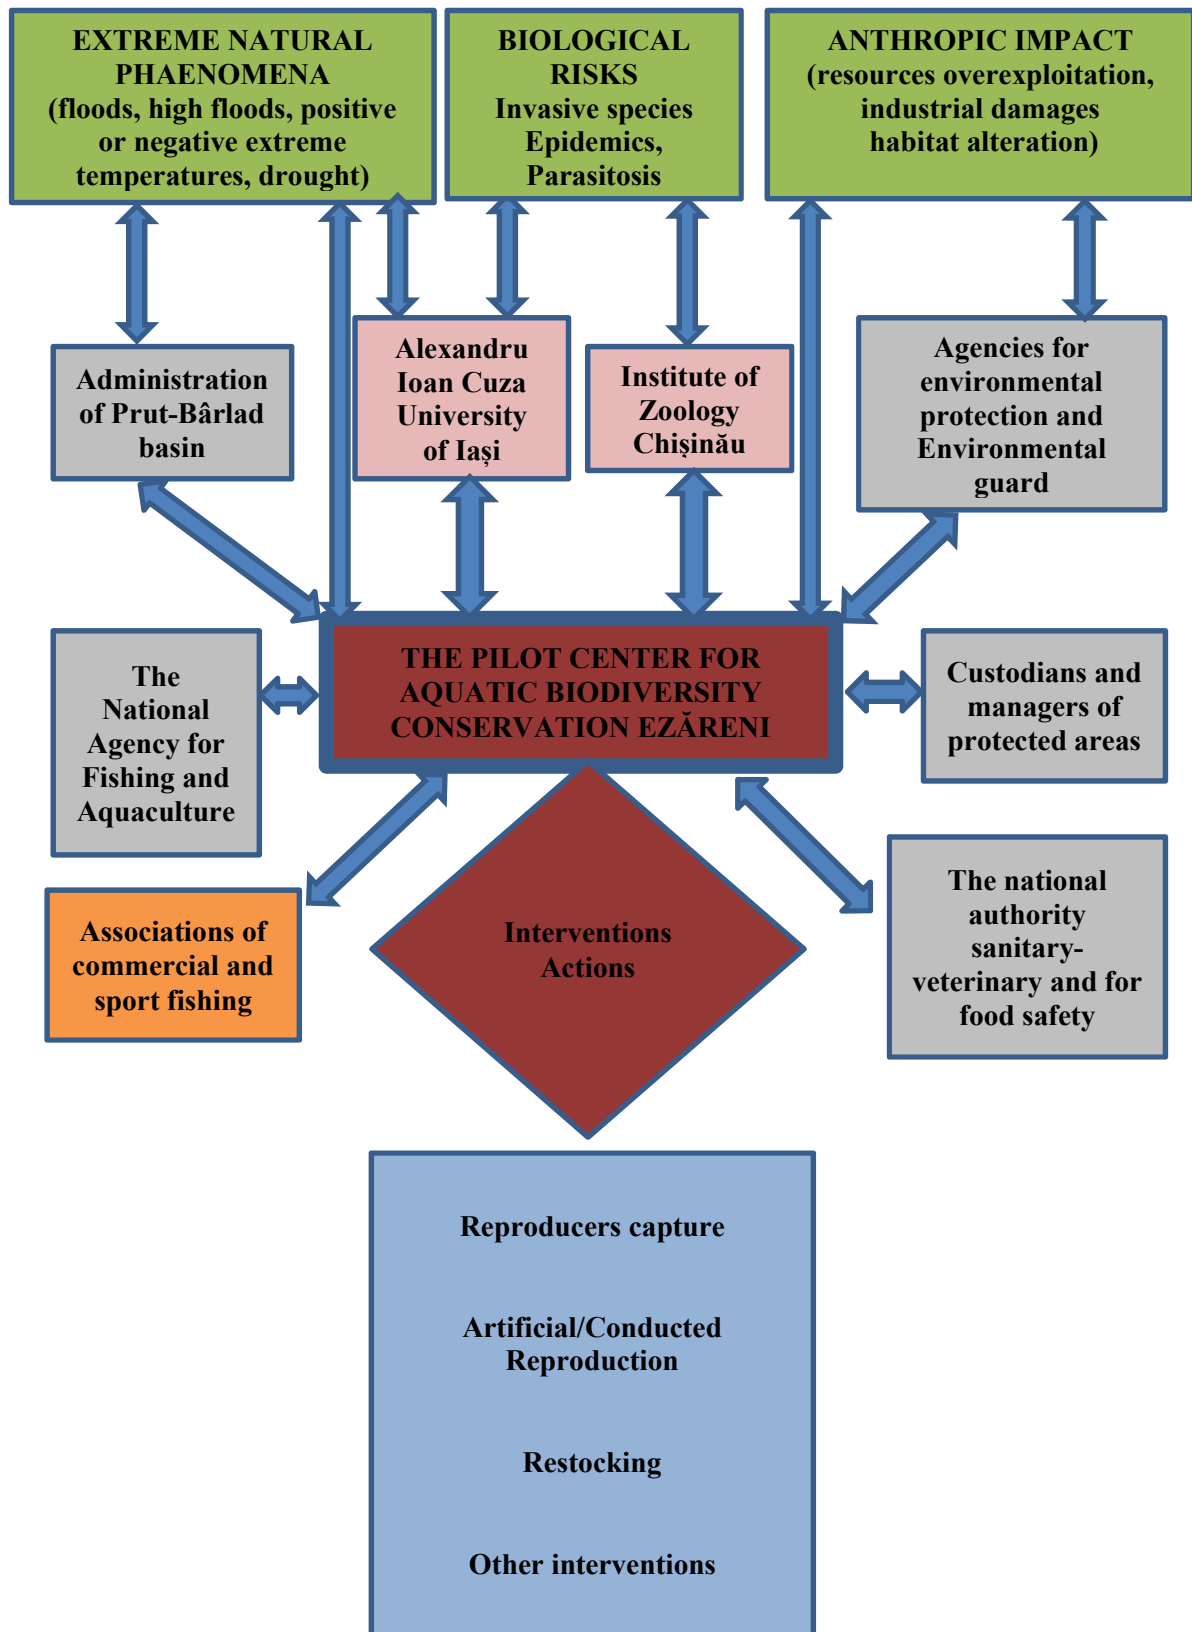 EXTREME NATURAL
PHAENOMENA
(floods, high floods, positive
or negative extreme
temperatures, drought)
BIOLOGICAL
RISKS
Invasive species
Epidemics,
Parasitosis
ANTHROPIC IMPACT
(resources overexploitation,
industrial damages
habitat alteration)
Administration
of Prut-Bârlad
basin
Alexandru
Ioan Cuza
University
of Iași
Institute of
Zoology
Chișinău
Agencies for
environmental
protection and
Environmental
guard
The
National
Agency for
Fishing and
Aquaculture
THE PILOT CENTER FOR
AQUATIC BIODIVERSITY
CONSERVATION EZĂRENI
Custodians and
managers of
protected areas
Associations of
commercial and
sport fishing
Interventions
Actions
The national
authority
sanitary-
veterinary and for
food safety
Reproducers capture
Artificial/Conducted
Reproduction
Restocking
Other interventions